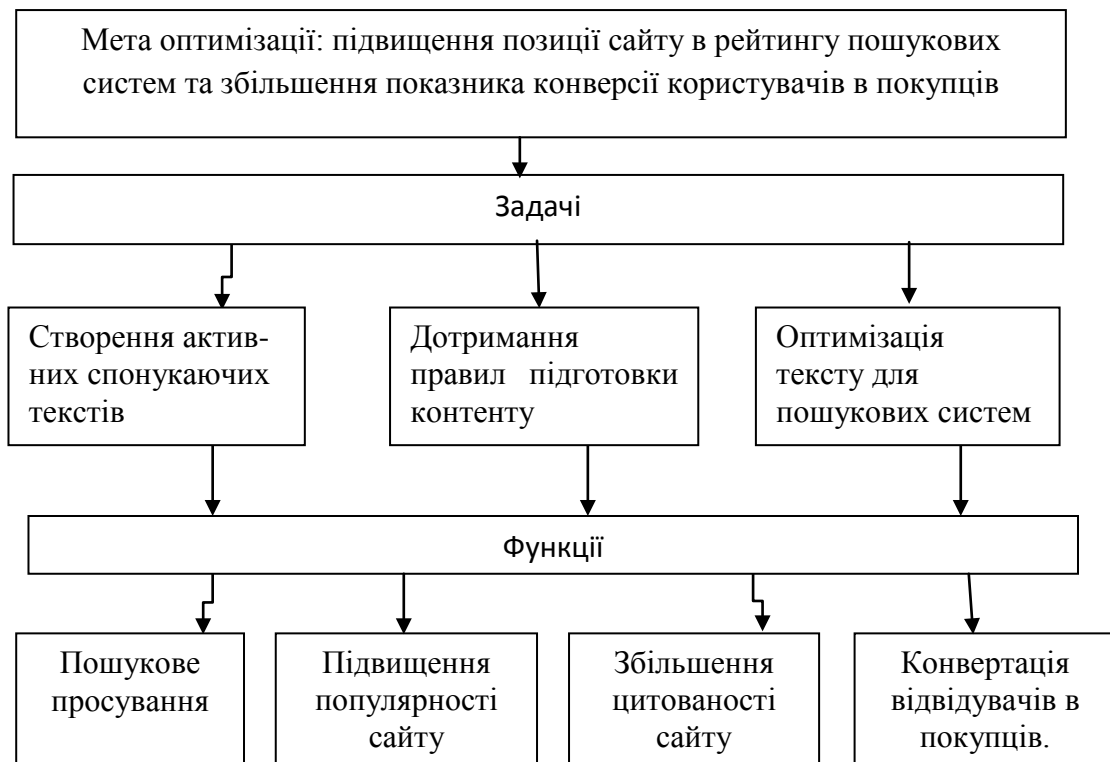 Мета оптимізації: підвищення позиції сайту в рейтингу пошукових
систем та збільшення показника конверсії користувачів в покупців
Задачі
Створення актив-
них спонукаючих
текстів
Дотримання
правил підготовки
контенту
Оптимізація
тексту для
пошукових систем
Функції
Пошукове
просування
Підвищення
популярності
сайту
Збільшення
цитованості
сайту
Конвертація
відвідувачів в
покупців.